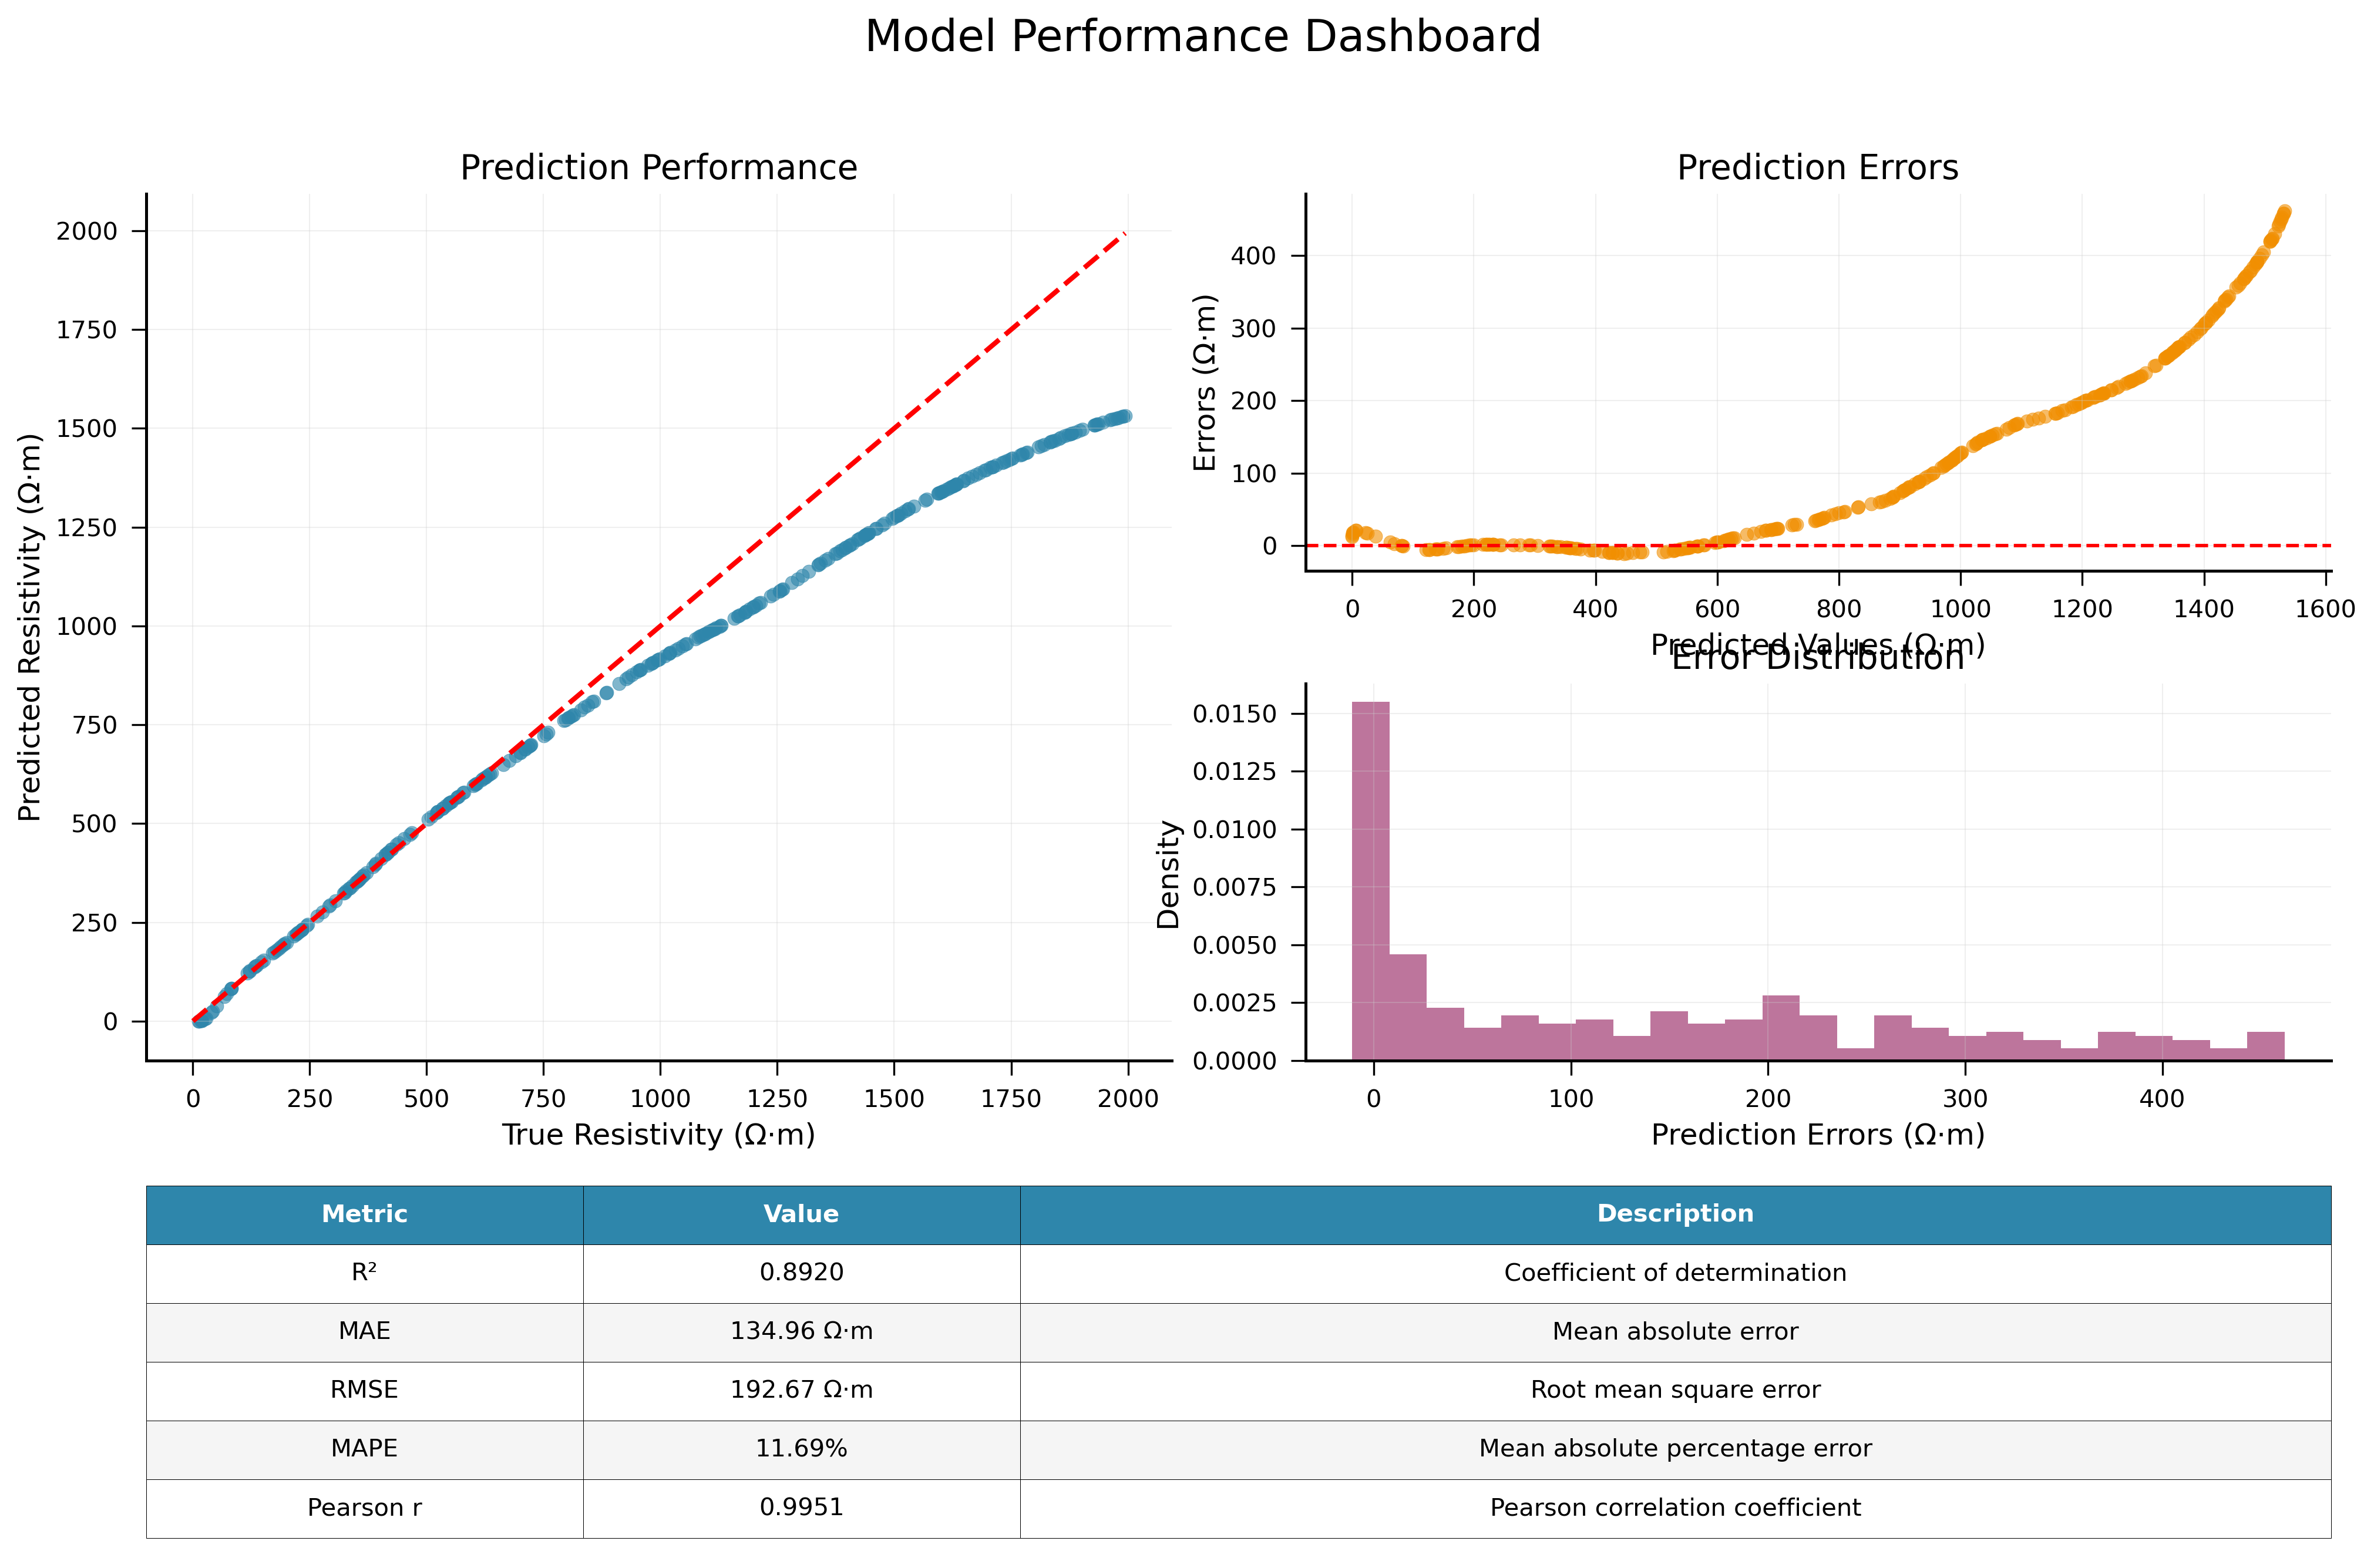 Model Performance Dashboard
Prediction Performance
Predicted Resistivity (Ω·m)
2000
1750
1500
1250
1000
750
500
250
0
0 250 500 750 1000 1250 1500 1750 2000
True Resistivity (Ω·m)
Prediction Errors
Errors (Ω·m)
400
300
200
100
0
0 200 400 600 800 1000 1200 1400 1600
Predicted Values (Ω·m)
Error Distribution
Density
0.0150
0.0125
0.0100
0.0075
0.0050
0.0025
0.0000
0 100 200 300 400
Prediction Errors (Ω·m)
Metric Value Description
R² 0.8920 Coefficient of determination
MAE 134.96 Ω·m Mean absolute error
RMSE 192.67 Ω·m Root mean square error
MAPE 11.69% Mean absolute percentage error
Pearson r 0.9951 Pearson correlation coefficient